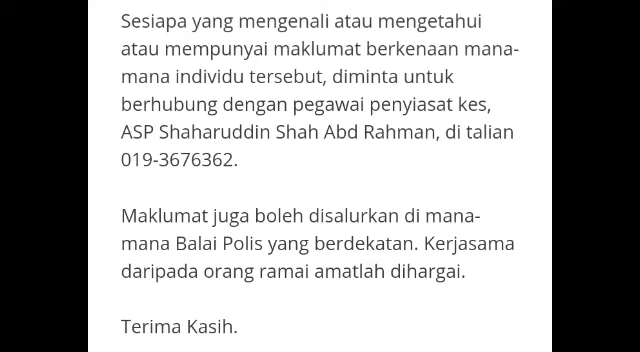 Sesiapa yang mengenali atau mengetahui
atau mempunyai maklumat berkenaan mana-
mana individu tersebut, diminta untuk
berhubung dengan pegawai penyiasat kes,
ASP Shaharuddin Shah Abd Rahman, di talian
019-3676362.
Maklumat juga boleh disalurkan di mana-
mana Balai Polis yang berdekatan. Kerjasama
daripada orang ramai amatlah dihargai.
Terima Kasih.